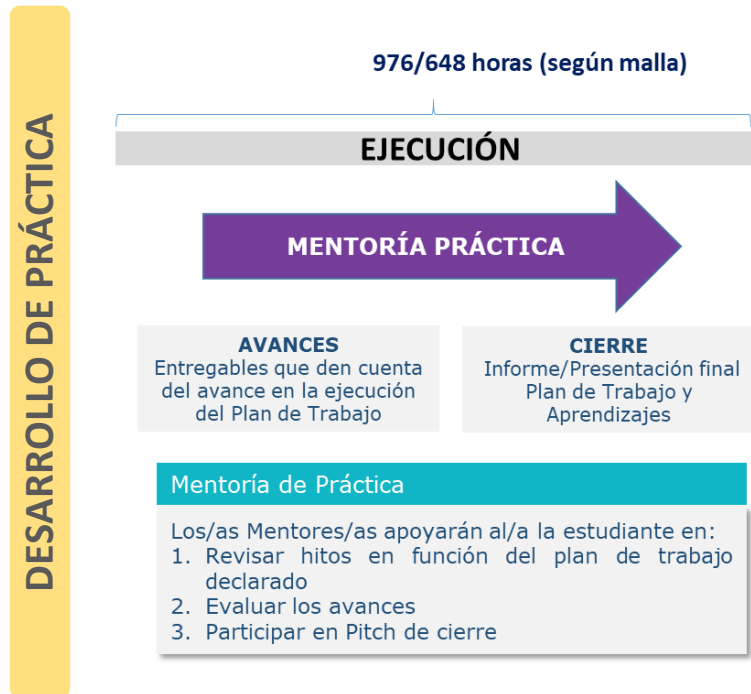 DESARROLLO DE PRÁCTICA
976/648 horas (según malla)
EJECUCIÓN
MENTORÍA PRÁCTICA
AVANCES
Entregables que den cuenta
del avance en la ejecución
del Plan de Trabajo
CIERRE
Informe/Presentación final
Plan de Trabajo y
Aprendizajes
Mentoría de Práctica
Los/as Mentores/as apoyarán al/a la estudiante en:
1. Revisar hitos en función del plan de trabajo
declarado
2. Evaluar los avances
3. Participar en Pitch de cierre